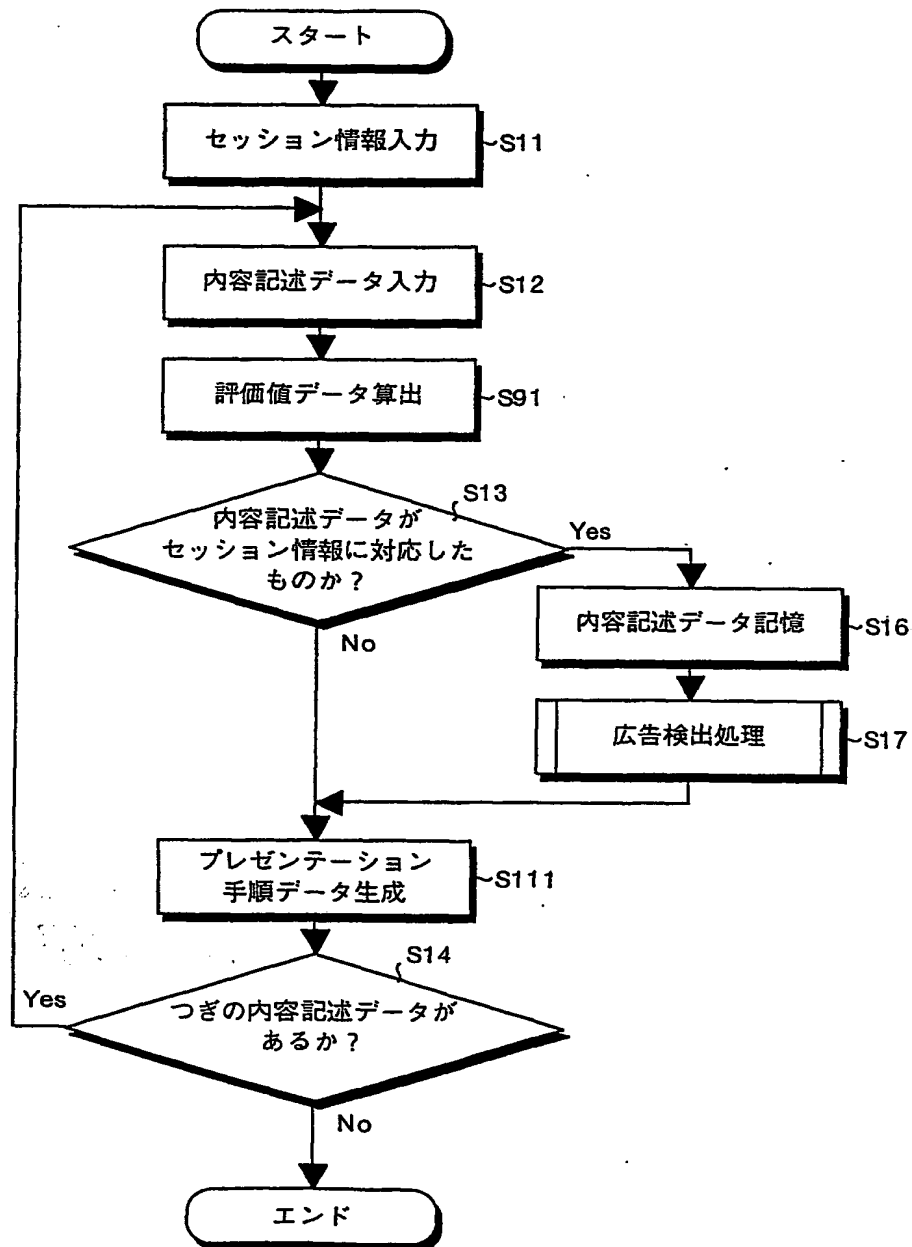 スタート
セッション情報入力
S11
内容記述データ入力
S12
評価値データ算出
S91
S13
内容記述データが
セッション情報に対応した
ものか？
Yes
No
内容記述データ記憶
S16
広告検出処理
S17
プレゼンテーション
手順データ生成
S111
S14
つぎの内容記述データが
あるか？
Yes
No
エンド